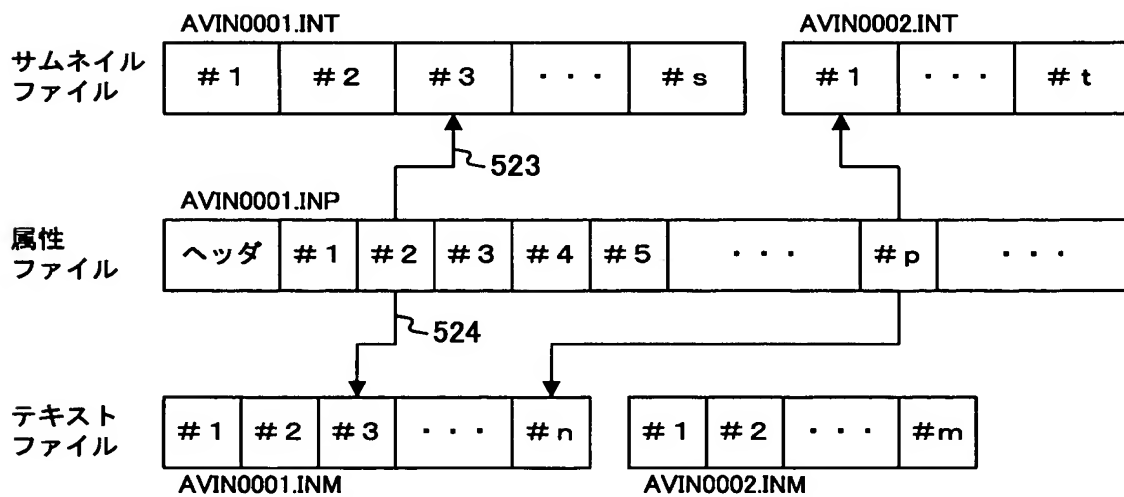 AVIN0001.INT
AVIN0002.INT
サムネイル
ファイル
#1 #2 #3 ・・・ #s
#1 ・・・ #t
523
AVIN0001.INP
属性
ファイル
ヘッダ #1 #2 #3 #4 #5 ・・・ #p ・・・
524
テキスト
ファイル
#1 #2 #3 ・・・ #n
#1 #2 ・・・ #m
AVIN0001.INM
AVIN0002.INM